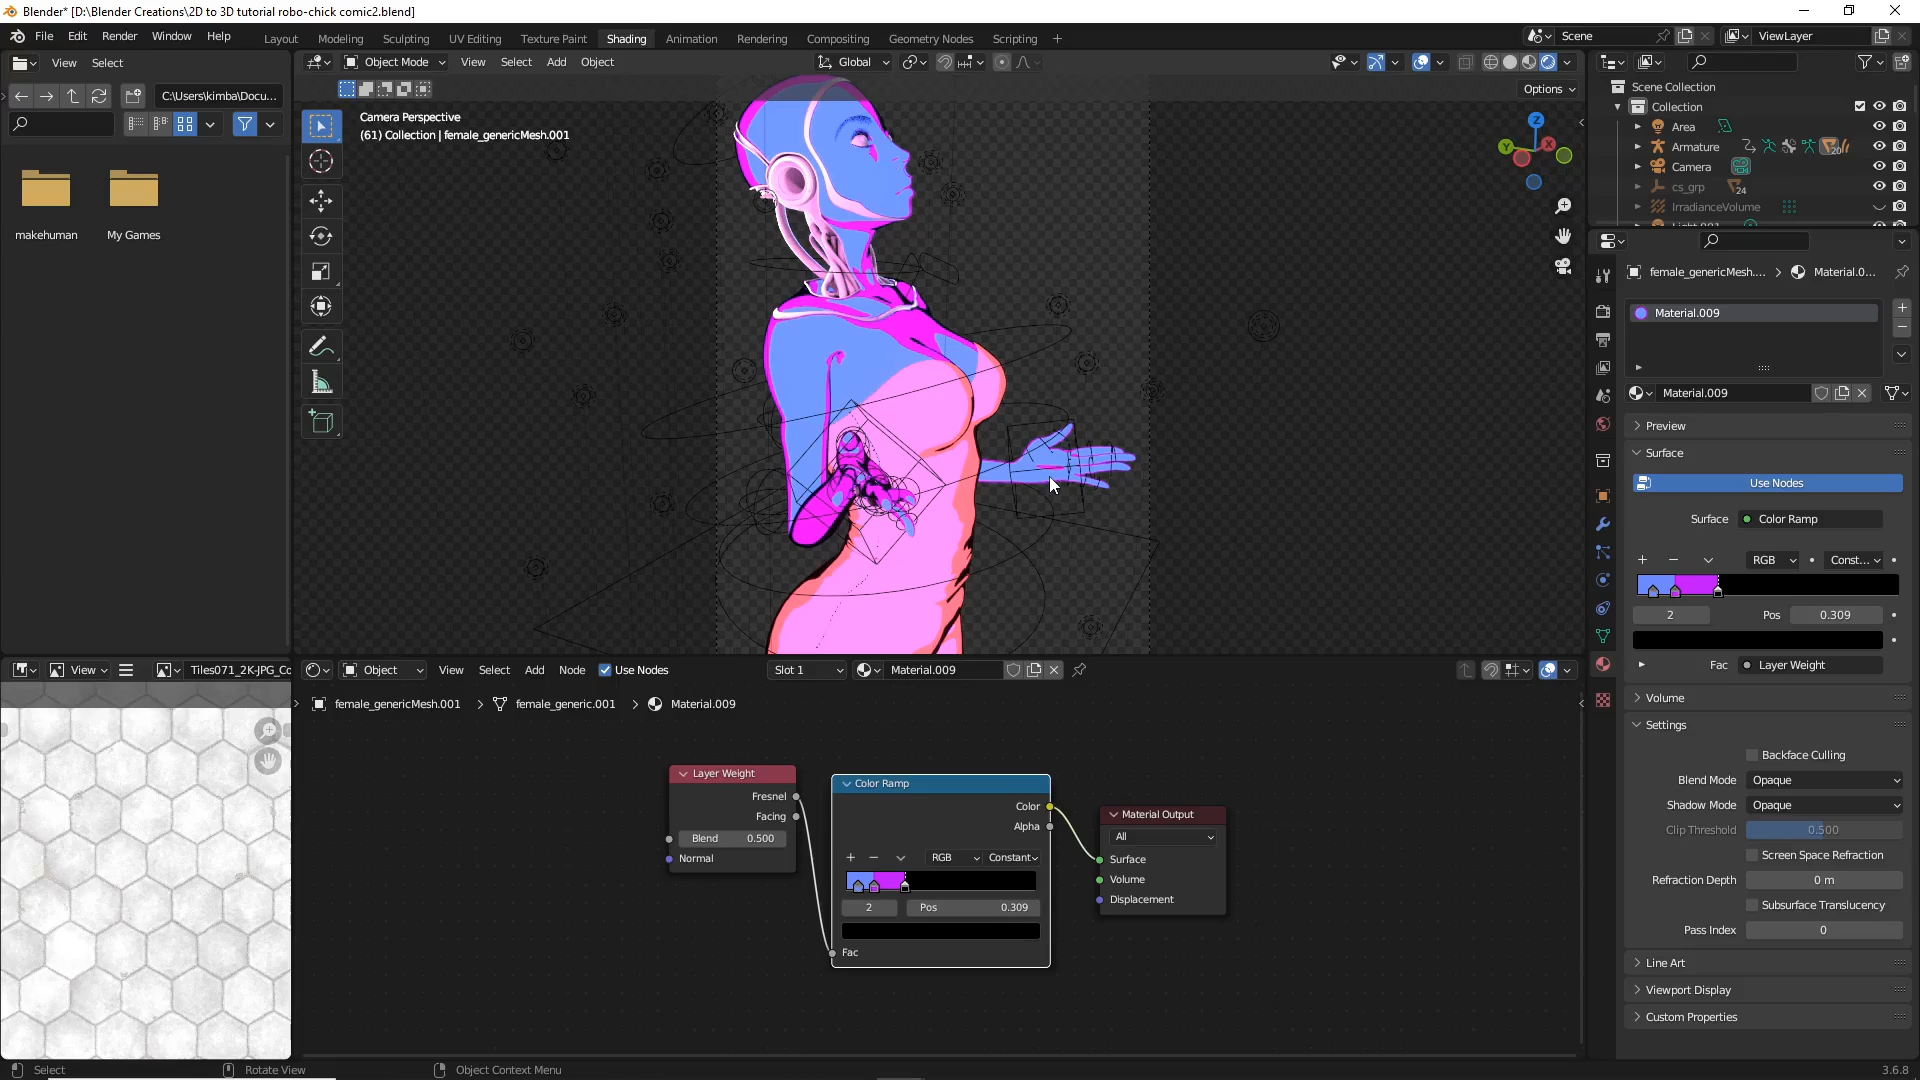 Blender* [D:\Blender Creations\2D to 3D tutorial robo-chick comic2.blend]
File Edit Render Window Help
Layout Modeling Sculpting UV Editing Texture Paint Shading Animation Rendering Compositing Geometry Nodes Scripting +
Scene
ViewLayer
View Select
Object Mode View Select Add Object
Global
C:\Users\kimba\Docu...
Options
makehuman
My Games
Camera Perspective
(61) Collection | female_genericMesh.001
Z
Y
X
Scene Collection
Collection
Area
Armature
20
Camera
cs_grp
24
IrradianceVolume
female_genericMesh....
Material.0...
Material.009
Material.009
Preview
Surface
Use Nodes
Surface Color Ramp
RGB Const...
2 Pos 0.309
Fac Layer Weight
Volume
Settings
Backface Culling
Blend Mode Opaque
Shadow Mode Opaque
Clip Threshold 0.500
Screen Space Refraction
Refraction Depth 0 m
Subsurface Translucency
Pass Index 0
Line Art
Viewport Display
Custom Properties
View
Tiles071_2K-JPG_Co
Object View Select Add Node Use Nodes
Slot 1
Material.009
female_genericMesh.001 > female_generic.001 > Material.009
Layer Weight
Fresnel
Facing
Blend 0.500
Normal
Color Ramp
Color
Alpha
RGB Constant
2 Pos 0.309
Fac
Material Output
All
Surface
Volume
Displacement
Select Rotate View Object Context Menu
3.6.8